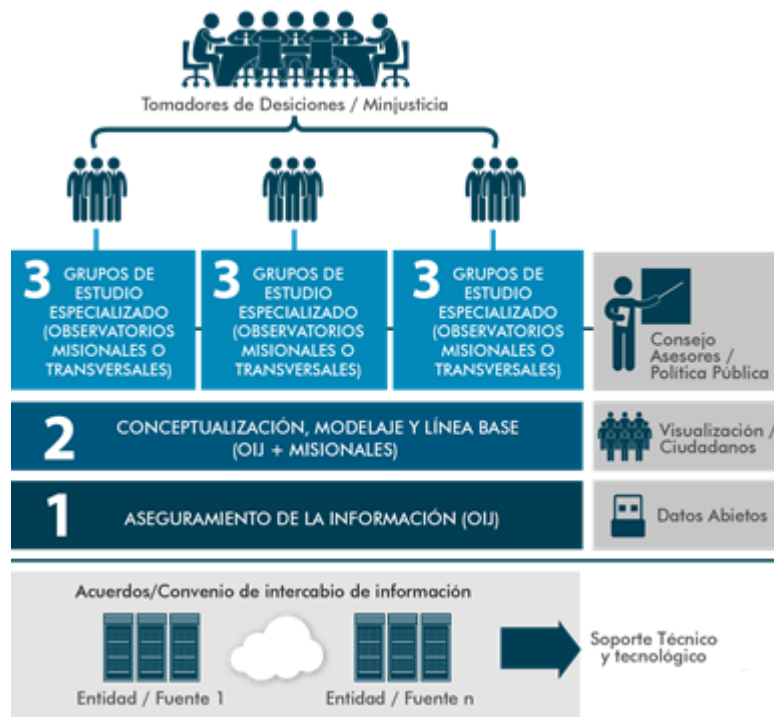 Tomadores de Desiciones / Minjusticia
3
GRUPOS DE
ESTUDIO
ESPECIALIZADO
(OBSERVATORIOS
MISIONALES O
TRANSVERSALES)
3
GRUPOS DE
ESTUDIO
ESPECIALIZADO
(OBSERVATORIOS
MISIONALES O
TRANSVERSALES)
3
GRUPOS DE
ESTUDIO
ESPECIALIZADO
(OBSERVATORIOS
MISIONALES O
TRANSVERSALES)
Consejo
Asesores /
Política Pública
2
CONCEPTUALIZACIÓN, MODELAJE Y LÍNEA BASE
(OIJ + MISIONALES)
Visualización /
Ciudadanos
1
ASEGURAMIENTO DE LA INFORMACIÓN (OIJ)
Datos Abietos
Acuerdos/Convenio de intercabio de información
Entidad / Fuente 1
Entidad / Fuente n
Soporte Técnico
y tecnológico